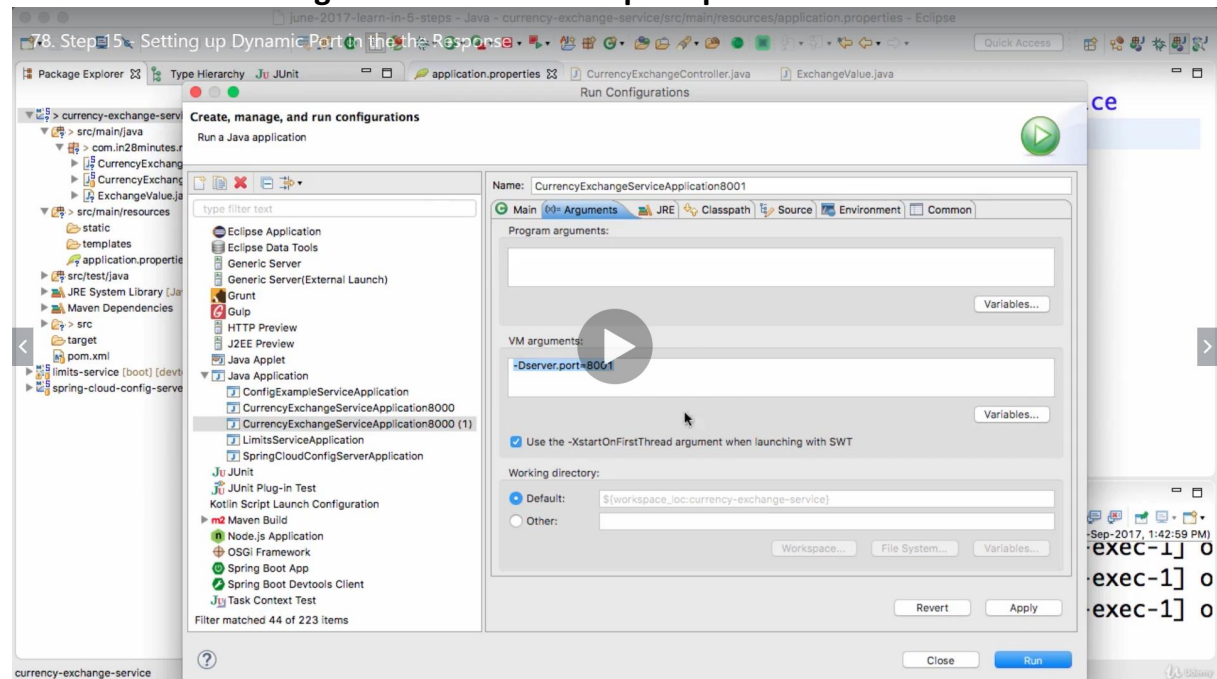 june-2017-learn-in-5-steps - Java - currency-exchange-service/src/main/resources/application.properties - Eclipse
78. Step 15 - Setting up Dynamic Port in the the Response
Quick Access
Package Explorer
Type Hierarchy
JUnit
application.properties
CurrencyExchangeController.java
ExchangeValue.java
Run Configurations
> currency-exchange-servi
> src/main/java
> com.in28minutes.r
CurrencyExchang
CurrencyExchang
ExchangeValue.ja
> src/main/resources
static
templates
application.propertie
src/test/java
JRE System Library [Ja
Maven Dependencies
> src
target
pom.xml
limits-service [boot] [devt
spring-cloud-config-serve
ce
Create, manage, and run configurations
Run a Java application
type filter text
Eclipse Application
Eclipse Data Tools
Generic Server
Generic Server(External Launch)
Grunt
Gulp
HTTP Preview
J2EE Preview
Java Applet
Java Application
ConfigExampleServiceApplication
CurrencyExchangeServiceApplication8000
CurrencyExchangeServiceApplication8000 (1)
LimitsServiceApplication
SpringCloudConfigServerApplication
JUnit
JUnit Plug-in Test
Kotlin Script Launch Configuration
Maven Build
Node.js Application
OSGi Framework
Spring Boot App
Spring Boot Devtools Client
Task Context Test
Filter matched 44 of 223 items
Name: CurrencyExchangeServiceApplication8001
Main Arguments JRE Classpath Source Environment Common
Program arguments:
Variables...
VM arguments:
-Dserver.port=8001
Variables...
Use the -XstartOnFirstThread argument when launching with SWT
Working directory:
Default: ${workspace_loc:currency-exchange-service}
Other:
Workspace... File System... Variables...
Revert Apply
Close Run
-Sep-2017, 1:42:59 PM)
-exec-1] o
-exec-1] o
-exec-1] o
currency-exchange-service
Udemy